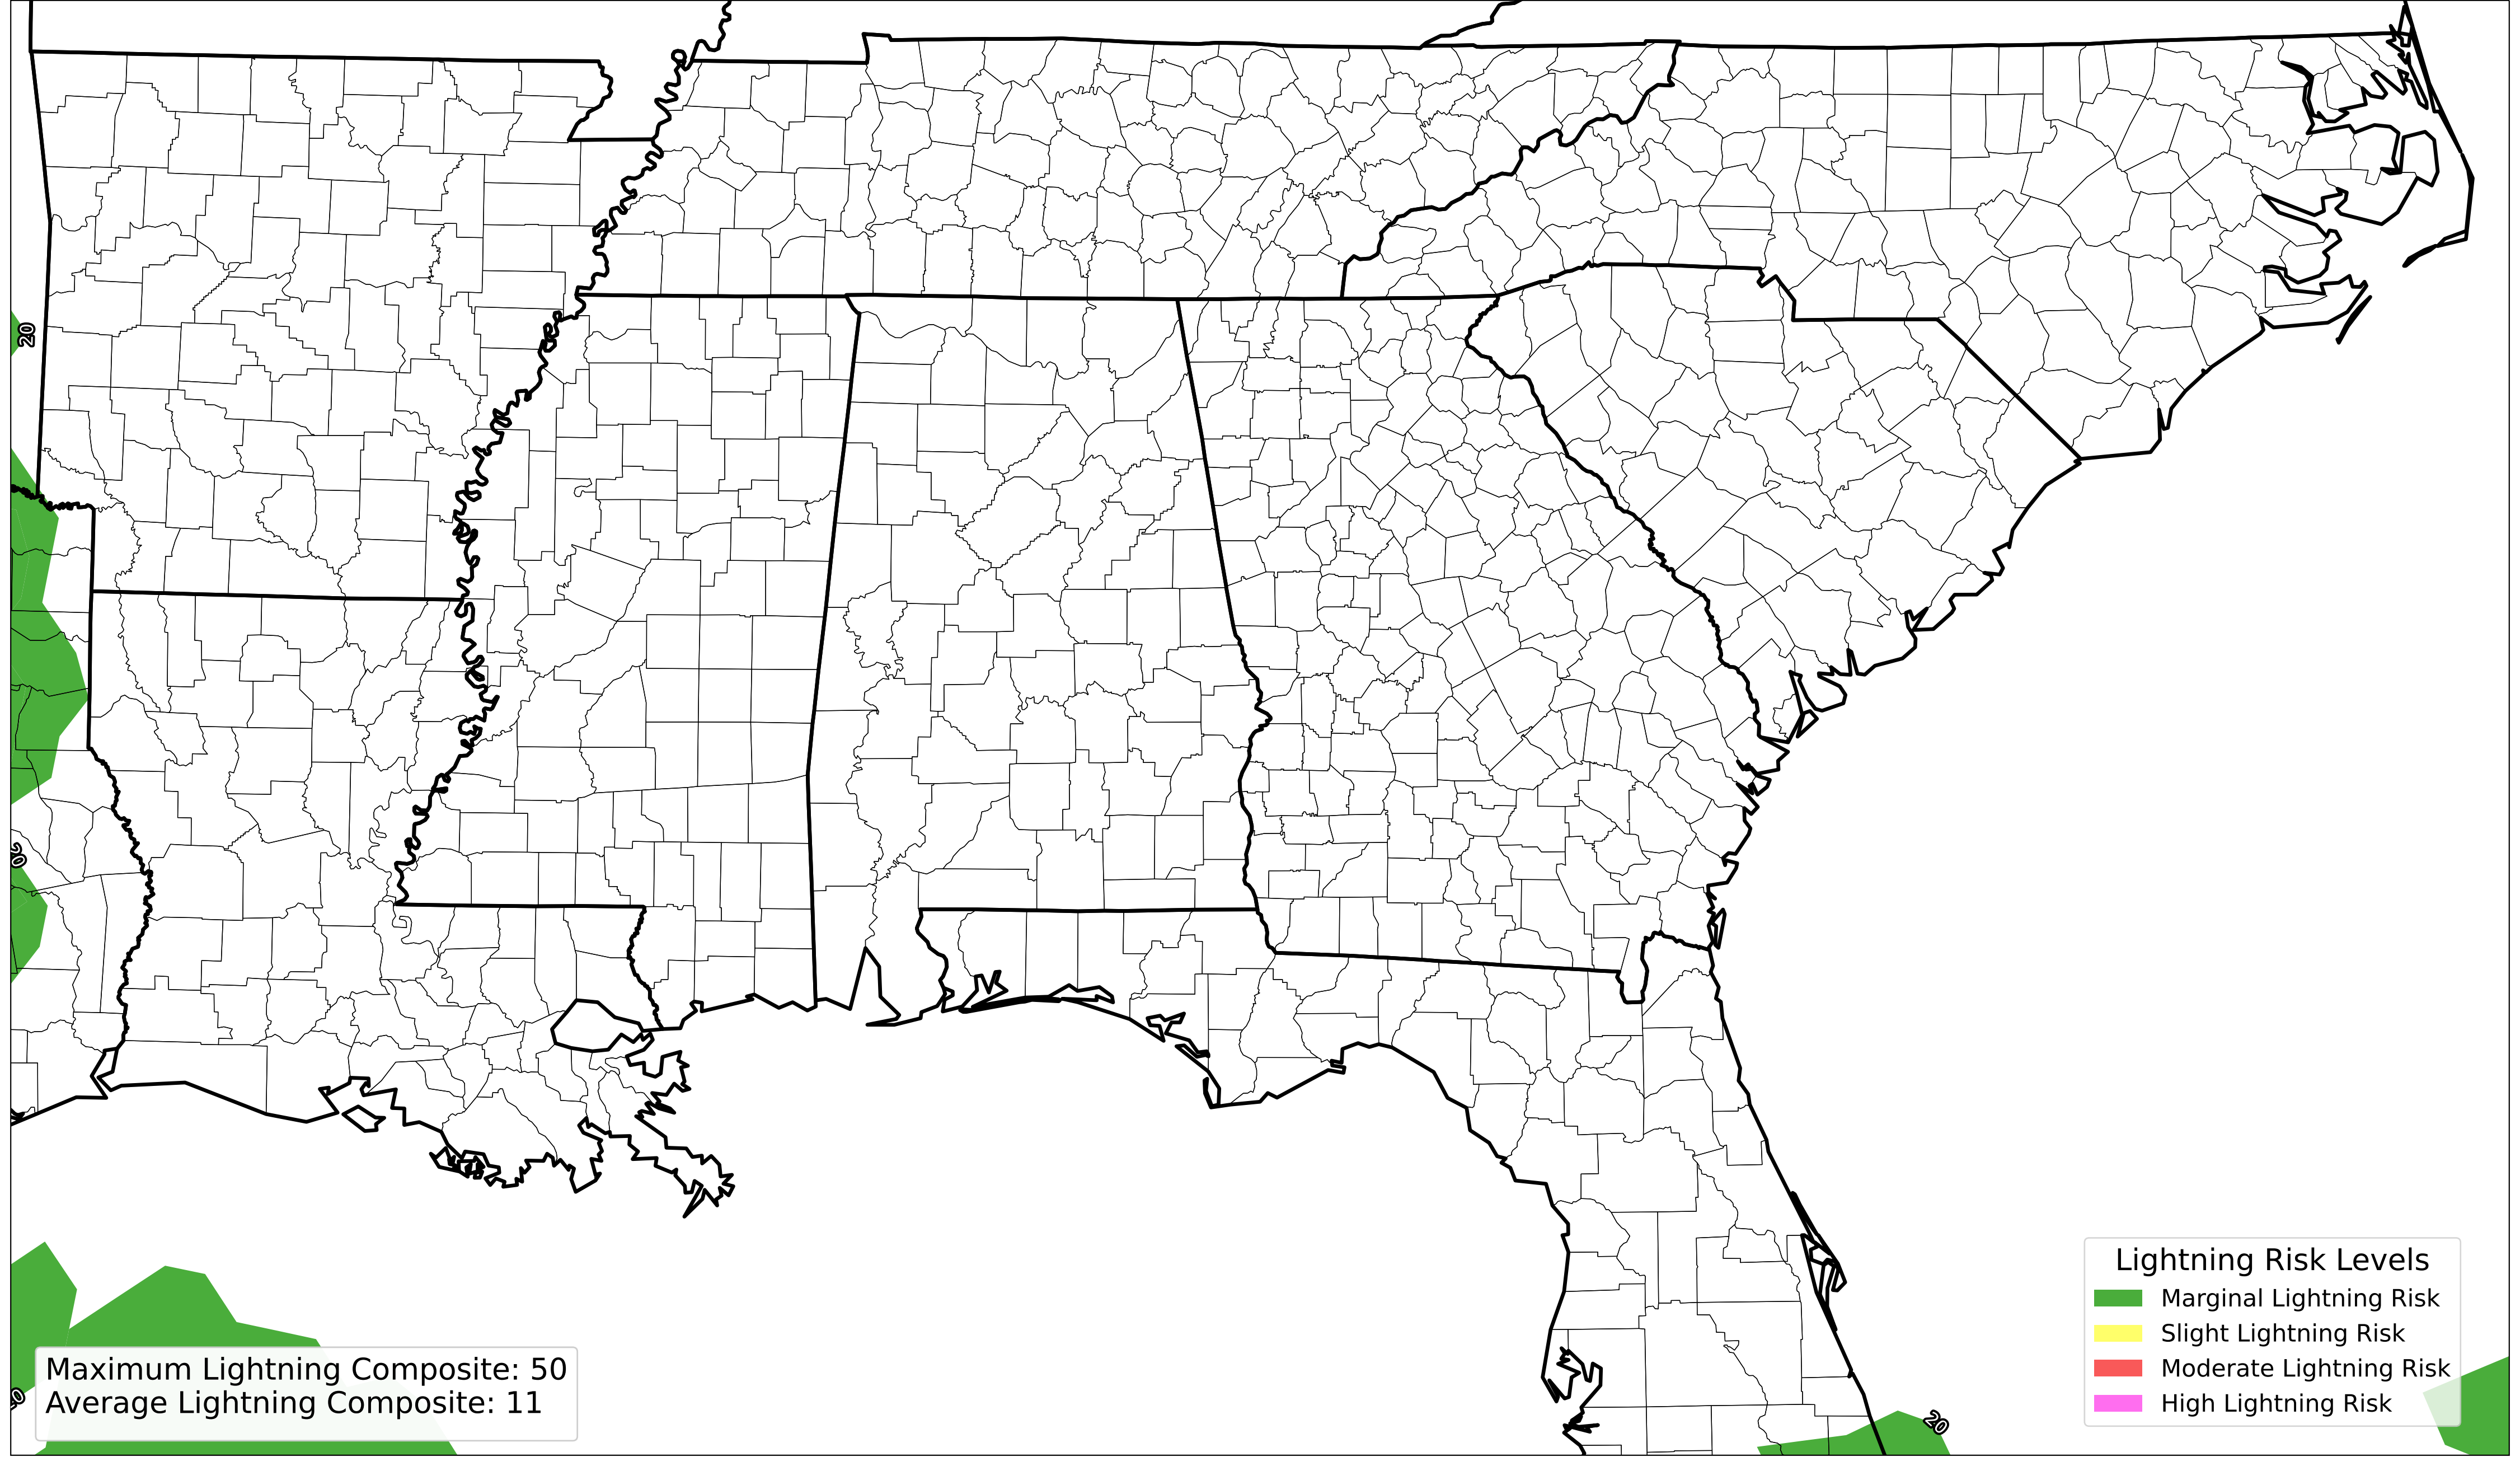 20
20
Lightning Risk Levels
Marginal Lightning Risk
Slight Lightning Risk
Moderate Lightning Risk
High Lightning Risk
Maximum Lightning Composite: 50
Average Lightning Composite: 11
20